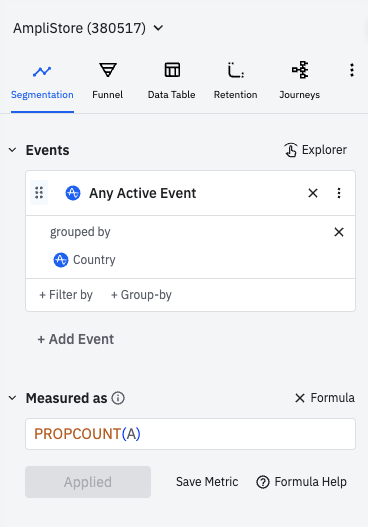 AmpliStore (380517)
Segmentation Funnel Data Table Retention Journeys
Events Explorer
Any Active Event
grouped by
Country
+ Filter by + Group-by
+ Add Event
Measured as Formula
PROPCOUNT(A)
Applied Save Metric Formula Help